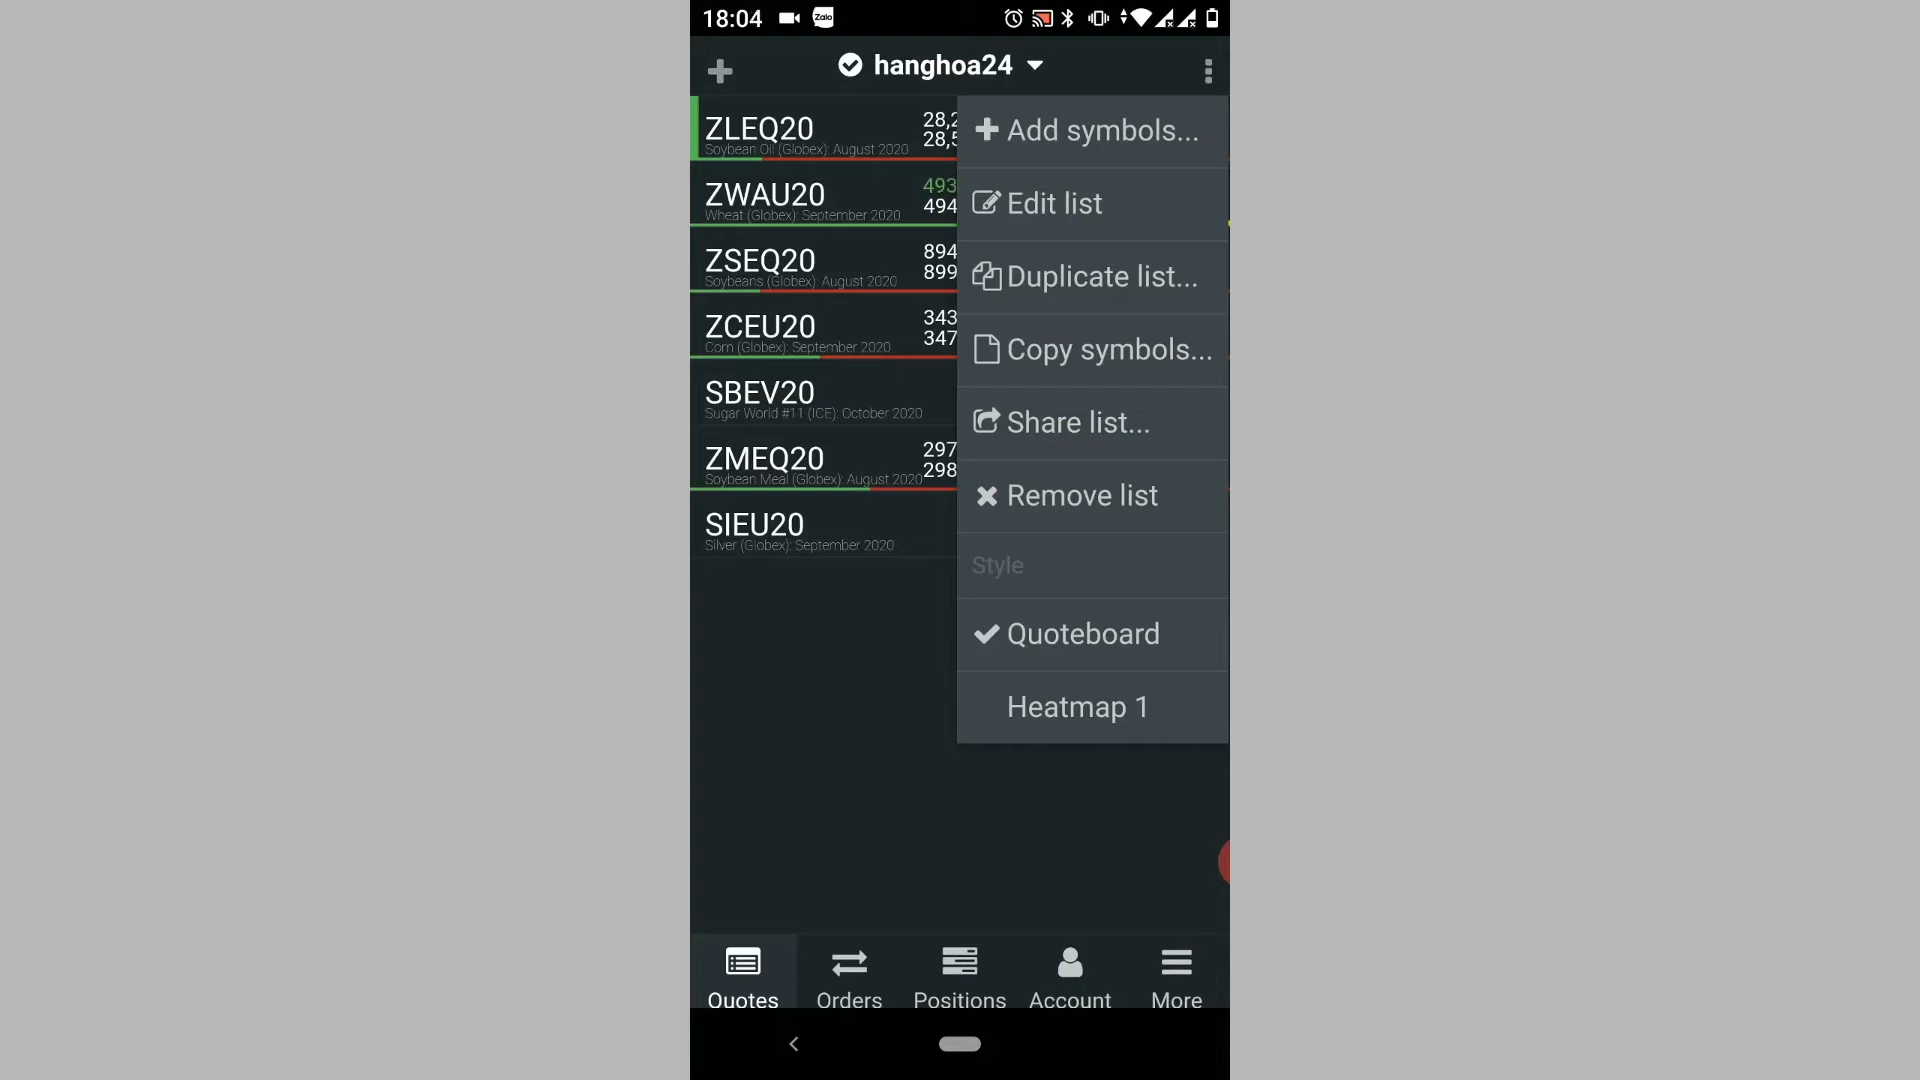 18:04 Zalo
hanghoa24
ZLEQ20
Soybean Oil (Globex): August 2020
ZWAU20
493
494
Wheat (Globex): September 2020
ZSEQ20
894
899
Soybeans (Globex): August 2020
ZCEU20
343
347
Corn (Globex): September 2020
SBEV20
Sugar World #11 (ICE): October 2020
ZMEQ20
297
298
Soybean Meal (Globex): August 2020
SIEU20
Silver (Globex): September 2020
Add symbols...
Edit list
Duplicate list...
Copy symbols...
Share list...
Remove list
Style
Quoteboard
Heatmap 1
Quotes
Orders
Positions
Account
More